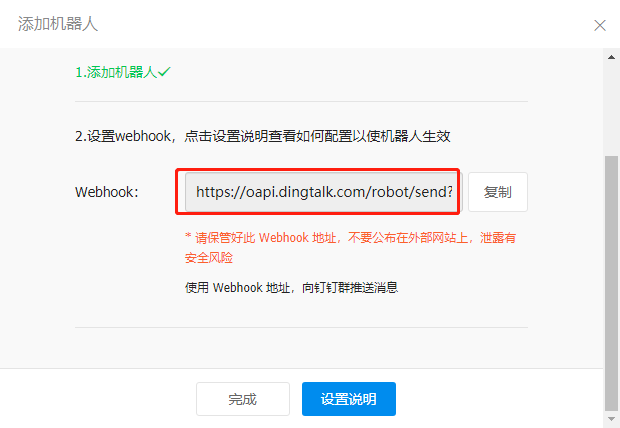 添加机器人
1.添加机器人
2.设置webhook，点击设置说明查看如何配置以使机器人生效
Webhook：
https://oapi.dingtalk.com/robot/send?
复制
* 请保管好此 Webhook 地址，不要公布在外部网站上，泄露有
安全风险
使用 Webhook 地址，向钉钉群推送消息
完成
设置说明